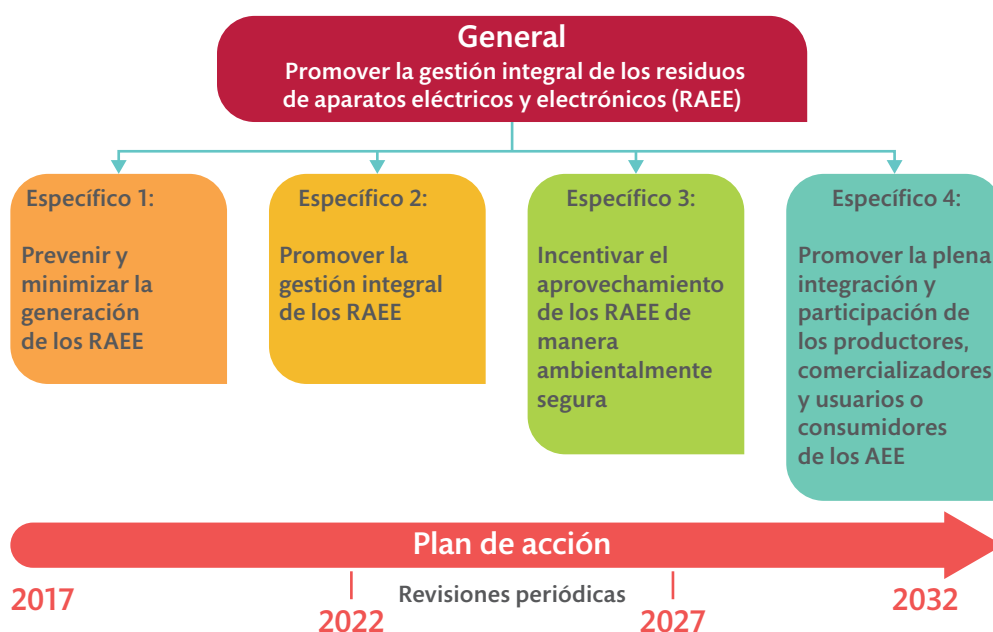 General
Promover la gestión integral de los residuos
de aparatos eléctricos y electrónicos (RAEE)
Específico 1:
Prevenir y
minimizar la
generación
de los RAEE
Específico 2:
Promover la
gestión integral
de los RAEE
Específico 3:
Incentivar el
aprovechamiento
de los RAEE de
manera
ambientalmente
segura
Específico 4:
Promover la plena
integración y
participación de
los productores,
comercializadores
y usuarios o
consumidores
de los AEE
Plan de acción
2017
2022
Revisiones periódicas
2027
2032